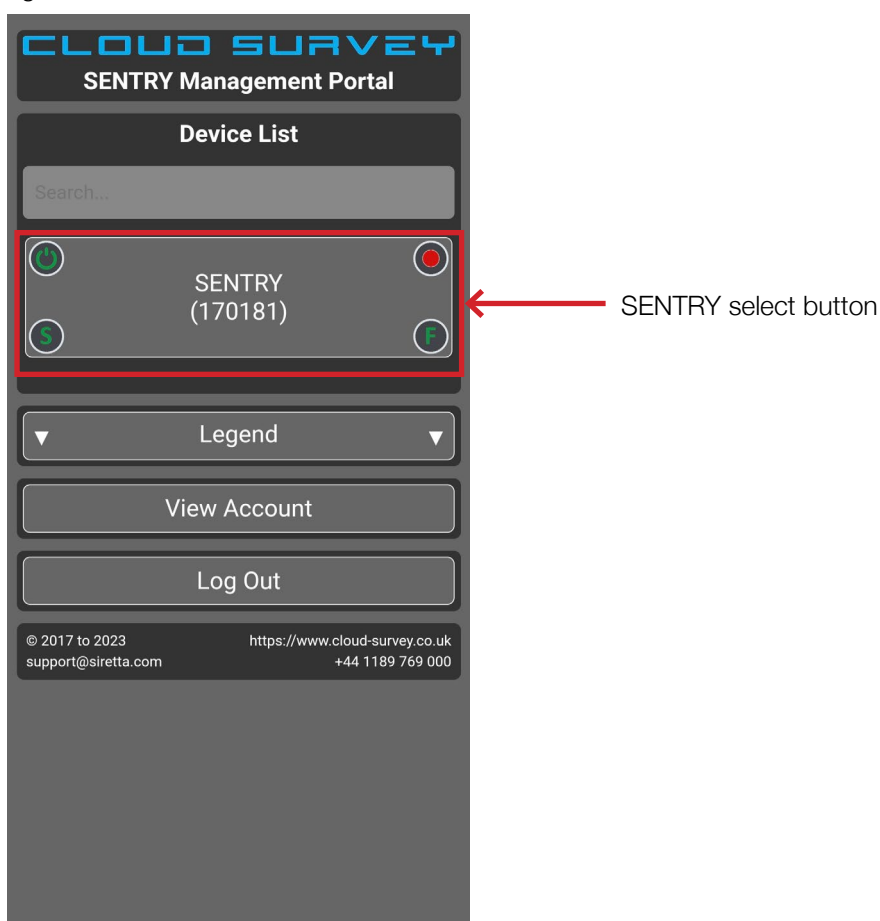 CLOUD SURVEY
SENTRY Management Portal
Device List
Search...
SENTRY
(170181)
S
F
SENTRY select button
▼ Legend ▼
View Account
Log Out
© 2017 to 2023 https://www.cloud-survey.co.uk
support@siretta.com +44 1189 769 000